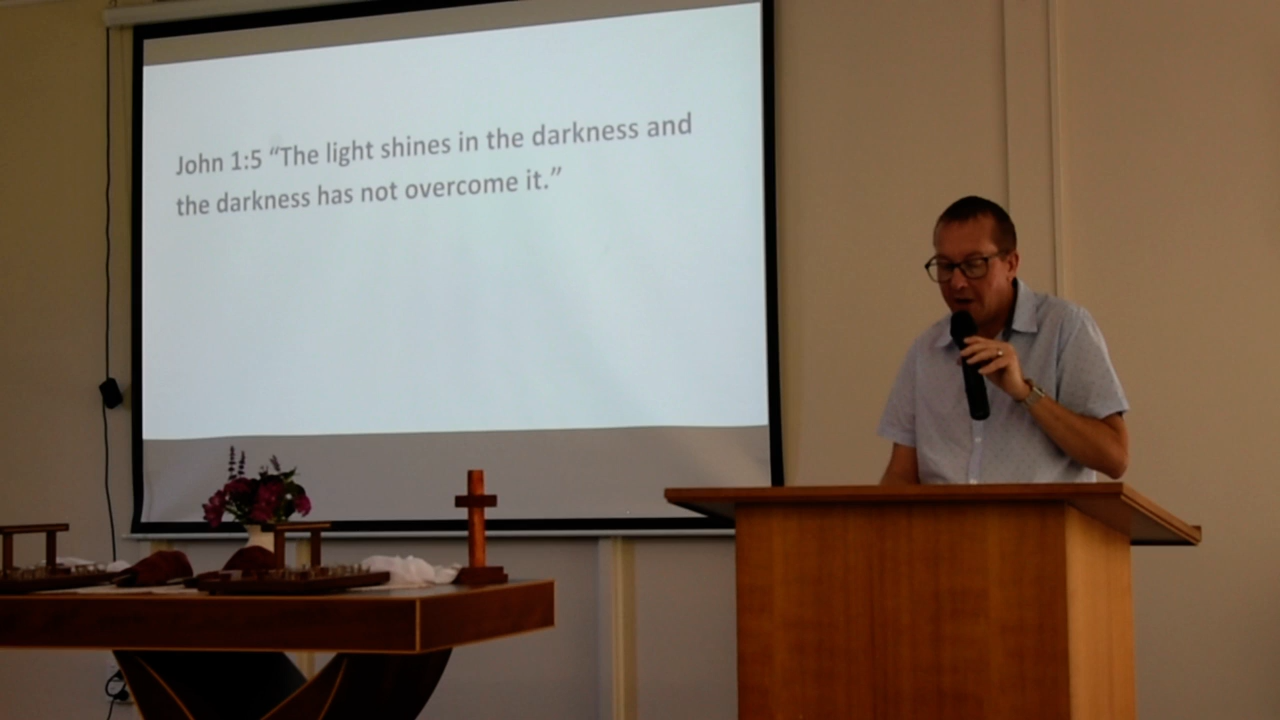 John 1:5 “The light shines in the darkness and
the darkness has not overcome it.”